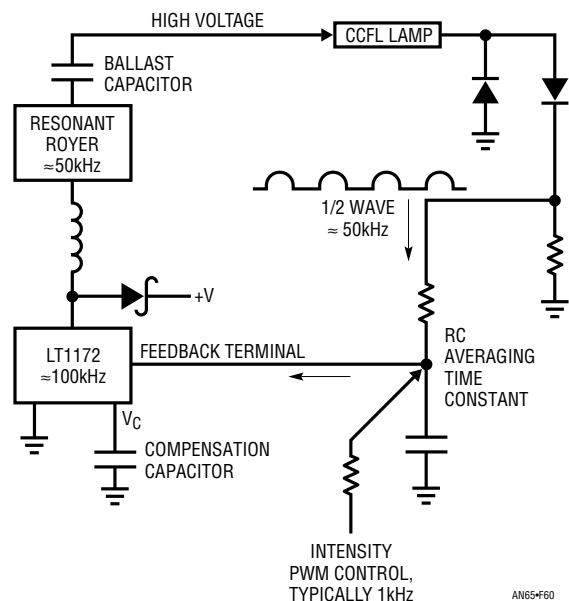 HIGH VOLTAGE
CCFL LAMP
BALLAST
CAPACITOR
RESONANT
ROYER
≈50kHz
1/2 WAVE
≈ 50kHz
+V
LT1172
≈100kHz
FEEDBACK TERMINAL
RC
AVERAGING
TIME
CONSTANT
VC
COMPENSATION
CAPACITOR
INTENSITY
PWM CONTROL,
TYPICALLY 1kHz
AN65•F60